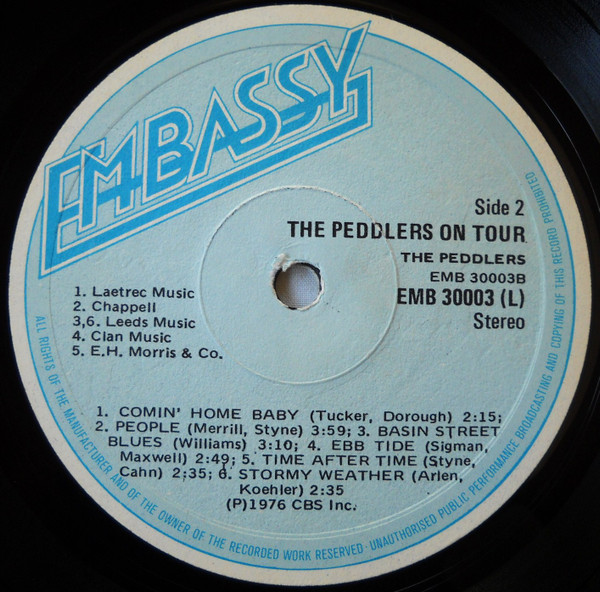 EMBASSY
Side 2
THE PEDDLERS ON TOUR
THE PEDDLERS
EMB 30003B
EMB 30003 (L)
Stereo
1. Laetrec Music
2. Chappell
3,6. Leeds Music
4. Clan Music
5. E.H. Morris & Co.
1. COMIN' HOME BABY (Tucker, Dorough) 2:15;
2. PEOPLE (Merrill, Styne) 3:59; 3. BASIN STREET
BLUES (Williams) 3:10; 4. EBB TIDE (Sigman,
Maxwell) 2:49; 5. TIME AFTER TIME (Styne,
Cahn) 2:35; 6. STORMY WEATHER (Arlen,
Koehler) 2:35
(P)1976 CBS Inc.
ALL RIGHTS OF THE MANUFACTURER AND OF THE OWNER OF THE RECORDED WORK RESERVED · UNAUTHORISED PUBLIC PERFORMANCE BROADCASTING AND COPYING OF THIS RECORD PROHIBITED